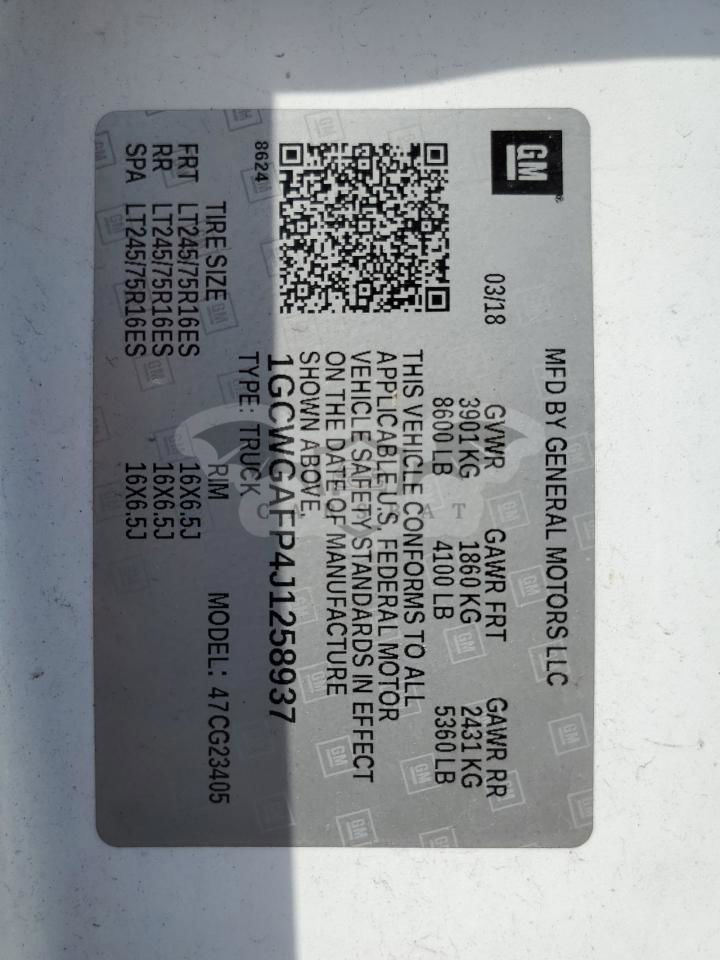 GM
MFD BY GENERAL MOTORS LLC
03/18 GVWR GAWR FRT GAWR RR
3901 KG 1860 KG 2431 KG
8600 LB 4100 LB 5360 LB
THIS VEHICLE CONFORMS TO ALL
APPLICABLE U.S. FEDERAL MOTOR
VEHICLE SAFETY STANDARDS IN EFFECT
ON THE DATE OF MANUFACTURE
SHOWN ABOVE.
1GCWGAFP4J1258937
8624 TYPE: TRUCK
TIRE SIZE RIM MODEL: 47CG23405
FRT LT245/75R16ES 16X6.5J
RR LT245/75R16ES 16X6.5J
SPA LT245/75R16ES 16X6.5J